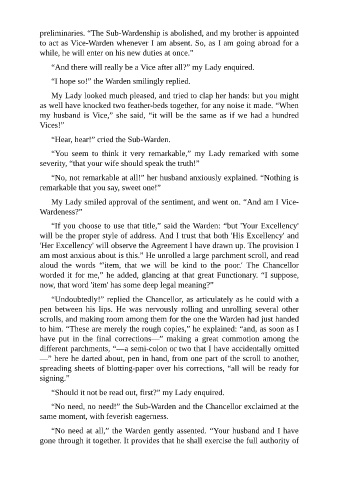 preliminaries. “The Sub-Wardenship is abolished, and my brother is appointed
to act as Vice-Warden whenever I am absent. So, as I am going abroad for a
while, he will enter on his new duties at once.”
“And there will really be a Vice after all?” my Lady enquired.
“I hope so!” the Warden smilingly replied.
My Lady looked much pleased, and tried to clap her hands: but you might
as well have knocked two feather-beds together, for any noise it made. “When
my husband is Vice,” she said, “it will be the same as if we had a hundred
Vices!”
“Hear, hear!” cried the Sub-Warden.
“You seem to think it very remarkable,” my Lady remarked with some
severity, “that your wife should speak the truth!”
“No, not remarkable at all!” her husband anxiously explained. “Nothing is
remarkable that you say, sweet one!”
My Lady smiled approval of the sentiment, and went on. “And am I Vice-
Wardeness?”
“If you choose to use that title,” said the Warden: “but 'Your Excellency'
will be the proper style of address. And I trust that both 'His Excellency' and
'Her Excellency' will observe the Agreement I have drawn up. The provision I
am most anxious about is this.” He unrolled a large parchment scroll, and read
aloud the words “'item, that we will be kind to the poor.' The Chancellor
worded it for me,” he added, glancing at that great Functionary. “I suppose,
now, that word 'item' has some deep legal meaning?”
“Undoubtedly!” replied the Chancellor, as articulately as he could with a
pen between his lips. He was nervously rolling and unrolling several other
scrolls, and making room among them for the one the Warden had just handed
to him. “These are merely the rough copies,” he explained: “and, as soon as I
have put in the final corrections—” making a great commotion among the
different parchments, “—a semi-colon or two that I have accidentally omitted
—” here he darted about, pen in hand, from one part of the scroll to another,
spreading sheets of blotting-paper over his corrections, “all will be ready for
signing.”
“Should it not be read out, first?” my Lady enquired.
“No need, no need!” the Sub-Warden and the Chancellor exclaimed at the
same moment, with feverish eagerness.
“No need at all,” the Warden gently assented. “Your husband and I have
gone through it together. It provides that he shall exercise the full authority of